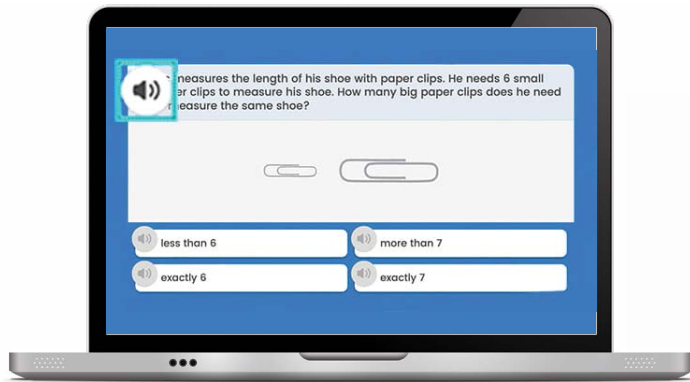 measures the length of his shoe with paper clips. He needs 6 small
clips to measure his shoe. How many big paper clips does he need
measure the same shoe?
less than 6
more than 7
exactly 6
exactly 7